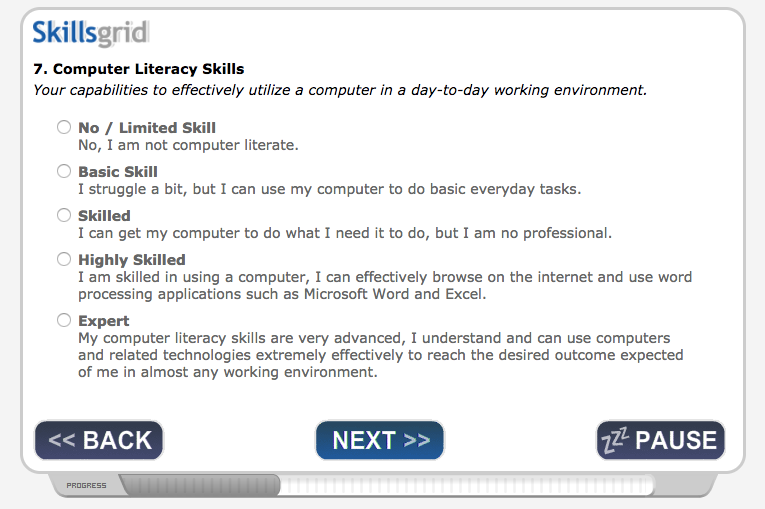 Skillsgrid
7. Computer Literacy Skills
Your capabilities to effectively utilize a computer in a day-to-day working environment.
No / Limited Skill
No, I am not computer literate.
Basic Skill
I struggle a bit, but I can use my computer to do basic everyday tasks.
Skilled
I can get my computer to do what I need it to do, but I am no professional.
Highly Skilled
I am skilled in using a computer, I can effectively browse on the internet and use word
processing applications such as Microsoft Word and Excel.
Expert
My computer literacy skills are very advanced, I understand and can use computers
and related technologies extremely effectively to reach the desired outcome expected
of me in almost any working environment.
<< BACK
NEXT >>
zzz PAUSE
PROGRESS